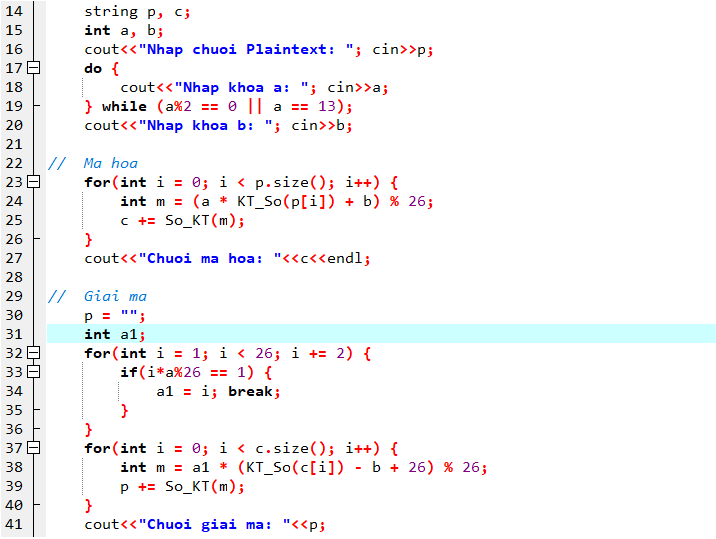 14 string p, c;
15 int a, b;
16 cout<<"Nhap chuoi Plaintext: "; cin>>p;
17 do {
18 cout<<"Nhap khoa a: "; cin>>a;
19 } while (a%2 == 0 || a == 13);
20 cout<<"Nhap khoa b: "; cin>>b;
21
22 // Ma hoa
23 for(int i = 0; i < p.size(); i++) {
24 int m = (a * KT_So(p[i]) + b) % 26;
25 c += So_KT(m);
26 }
27 cout<<"Chuoi ma hoa: "<<c<<endl;
28
29 // Giai ma
30 p = "";
31 int a1;
32 for(int i = 1; i < 26; i += 2) {
33 if(i*a%26 == 1) {
34 a1 = i; break;
35 }
36 }
37 for(int i = 0; i < c.size(); i++) {
38 int m = a1 * (KT_So(c[i]) - b + 26) % 26;
39 p += So_KT(m);
40 }
41 cout<<"Chuoi giai ma: "<<p;